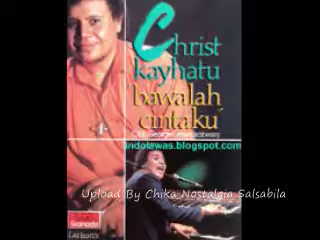 Christ
kayhatu
bawalah
cintaku
indolawas.blogspot.com
Upload By Chika Nostalgia Salsabila